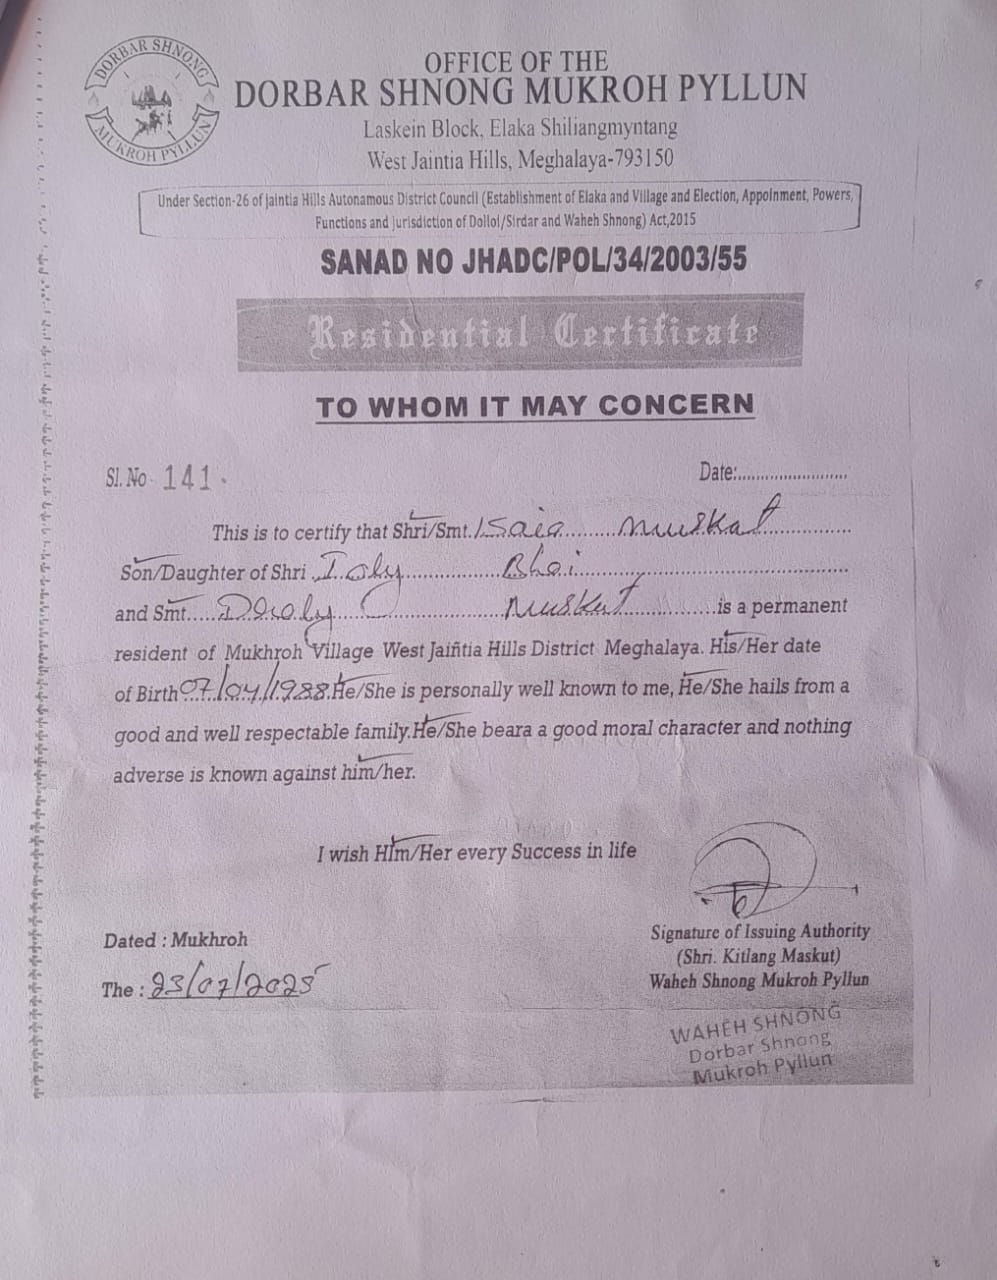 DORBAR SHNONG
MUKROH PYLLUN
OFFICE OF THE
DORBAR SHNONG MUKROH PYLLUN
Laskein Block, Elaka Shiliangmyntang
West Jaintia Hills, Meghalaya-793150
Under Section-26 of Jaintia Hills Autonamous District Council (Establishment of Elaka and Village and Election, Appoinment, Powers,
Functions and Jurisdiction of Dolloi/Sirdar and Waheh Shnong) Act,2015
SANAD NO JHADC/POL/34/2003/55
Residential Certificate
TO WHOM IT MAY CONCERN
Sl. No 141.
Date:........................
This is to certify that Shri/Smt. Isaia Muskat
Son/Daughter of Shri Ioly Bhoi
and Smt. Muskut is a permanent
resident of Mukhroh Village West Jaiñtia Hills District Meghalaya. His/Her date
of Birth 07/04/1988. He/She is personally well known to me, He/She hails from a
good and well respectable family. He/She beara a good moral character and nothing
adverse is known against him/her.
I wish Him/Her every Success in life
Dated : Mukhroh
The : 23/07/2025
Signature of Issuing Authority
(Shri. Kitlang Maskut)
Waheh Shnong Mukroh Pyllun
WAHEH SHNONG
Dorbar Shnong
Mukroh Pyllun